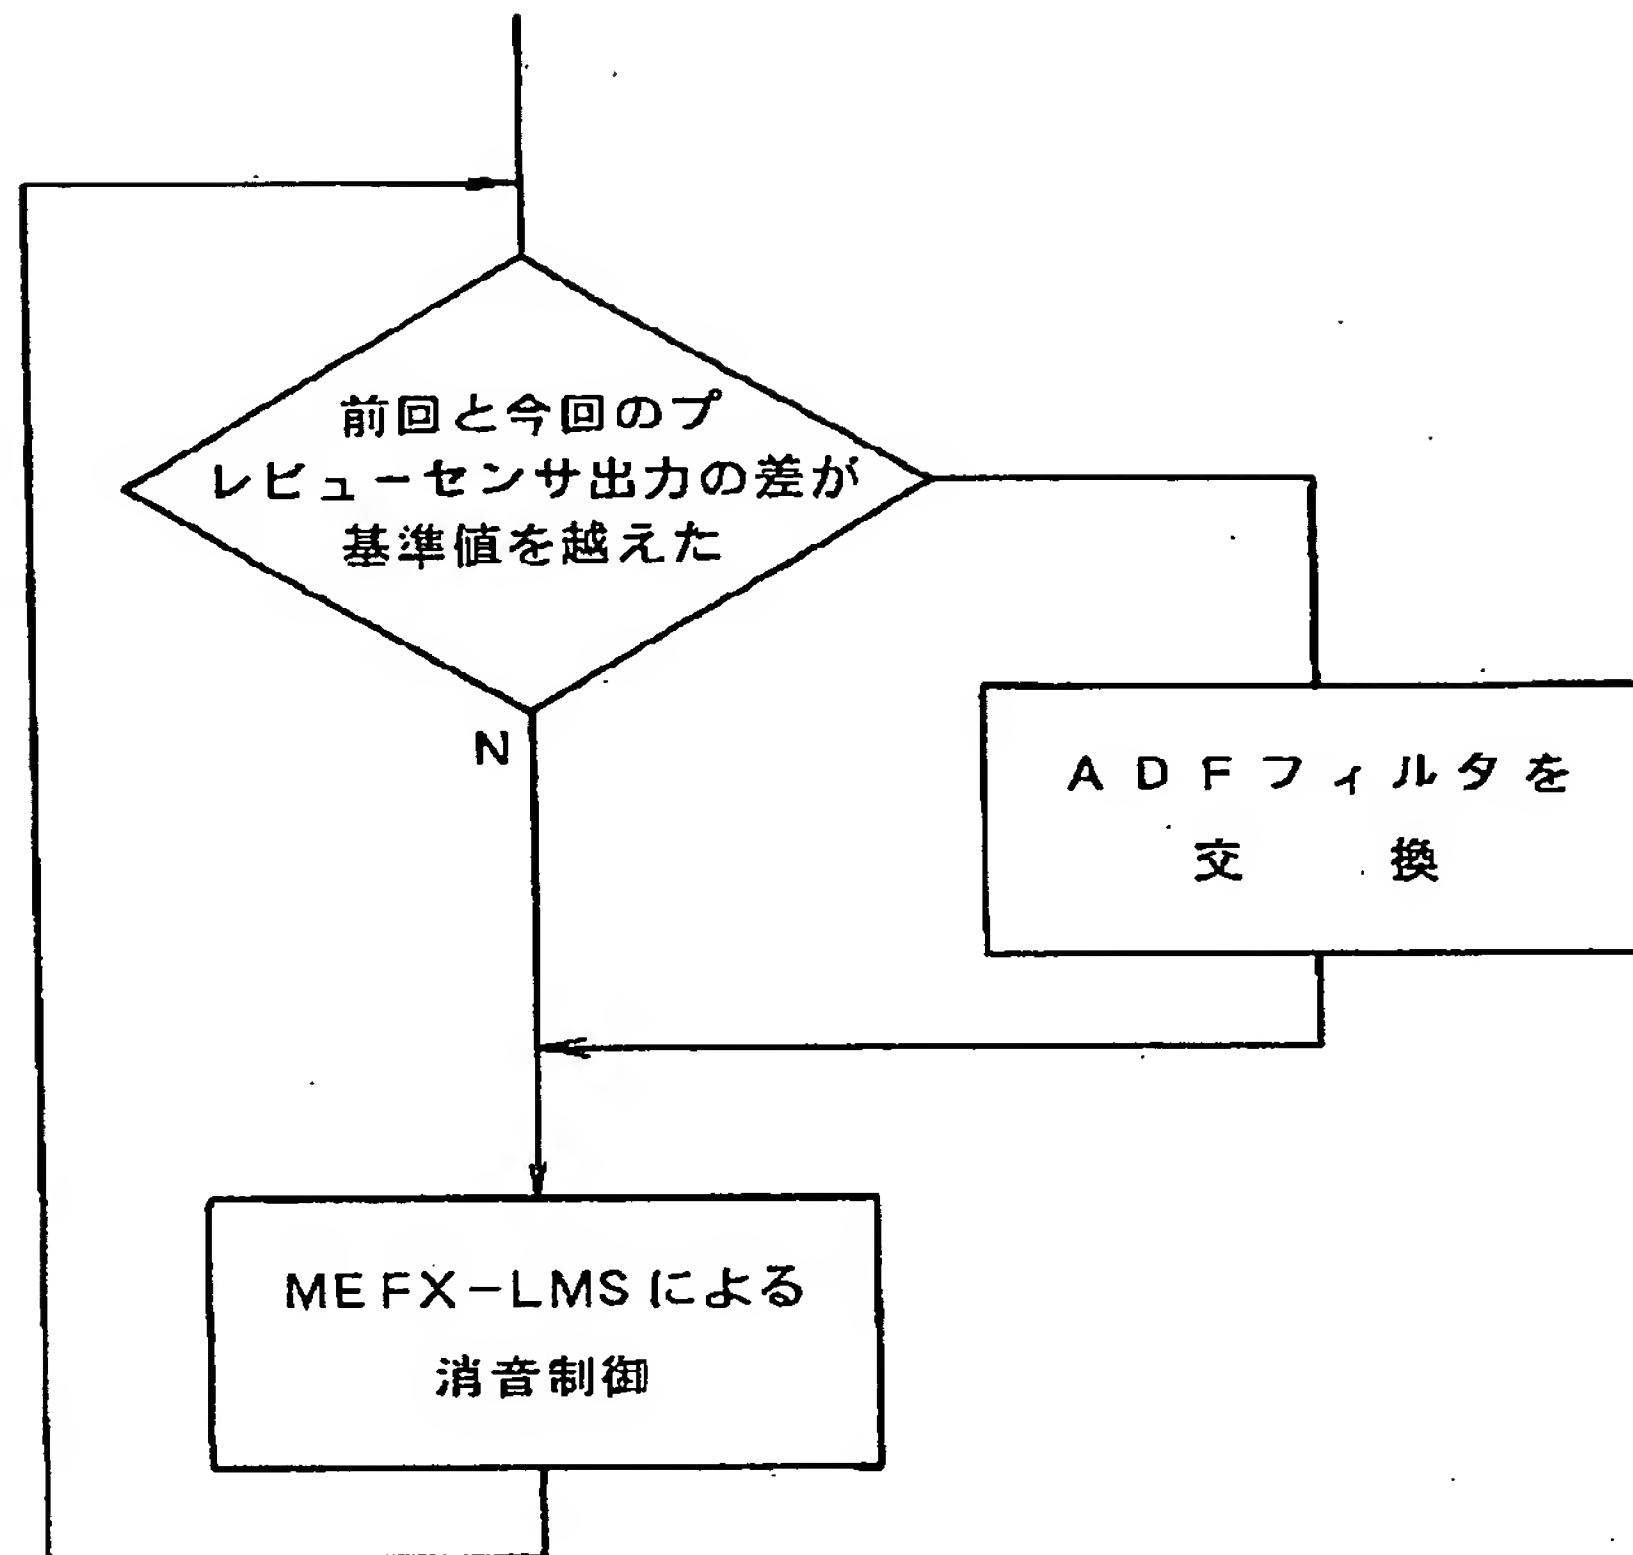 前回と今回のプ
レビューセンサ出力の差が
基準値を越えた
N
ADFフィルタを
交換
MEFX-LMSによる
消音制御